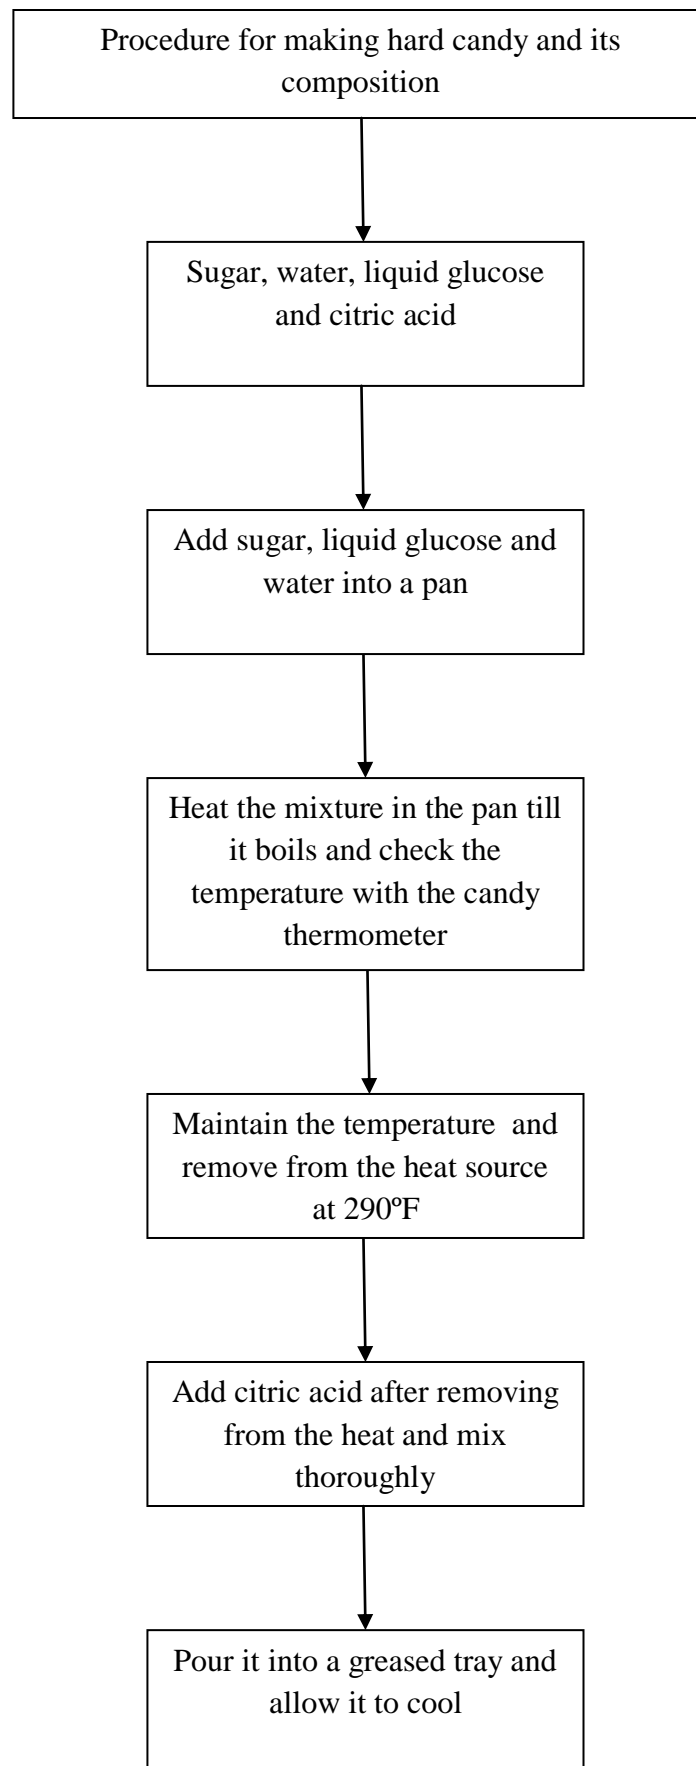 Procedure for making hard candy and its
composition
Sugar, water, liquid glucose
and citric acid
Add sugar, liquid glucose and
water into a pan
Heat the mixture in the pan till
it boils and check the
temperature with the candy
thermometer
Maintain the temperature  and
remove from the heat source
at 290ºF
Add citric acid after removing
from the heat and mix
thoroughly
Pour it into a greased tray and
allow it to cool